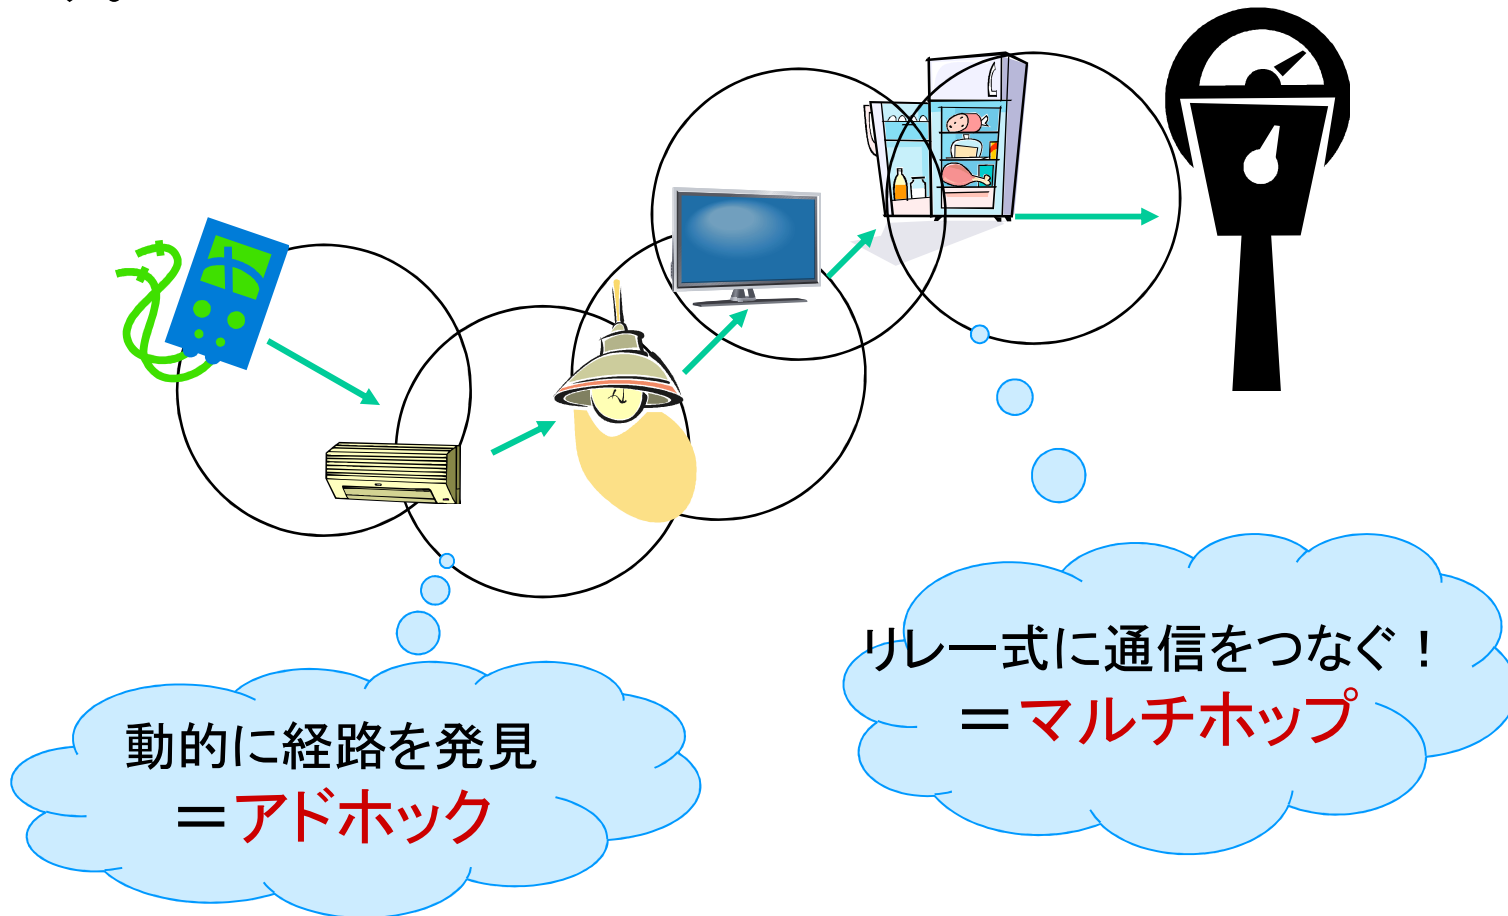 動的に経路を発見
＝アドホック
リレー式に通信をつなぐ！
＝マルチホップ